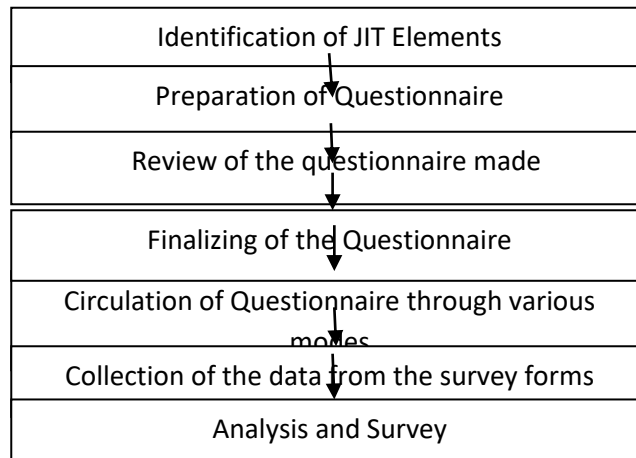 Identification of JIT Elements
Preparation of Questionnaire
Review of the questionnaire made
Finalizing of the Questionnaire
Circulation of Questionnaire through various
modes
Collection of the data from the survey forms
Analysis and Survey